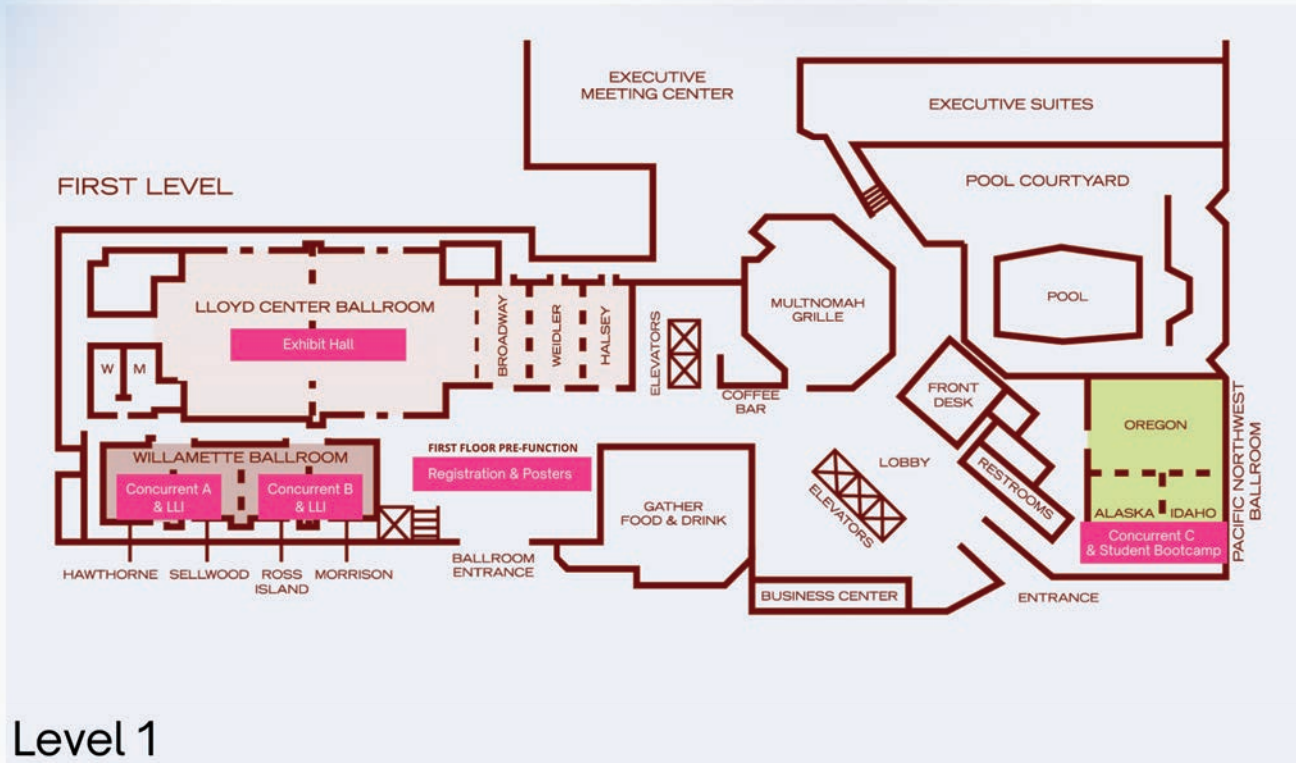 EXECUTIVE
MEETING CENTER
EXECUTIVE SUITES
FIRST LEVEL
POOL COURTYARD
LLOYD CENTER BALLROOM
Exhibit Hall
BROADWAY
WEIDLER
HALSEY
ELEVATORS
MULTNOMAH
GRILLE
POOL
W M
COFFEE
BAR
FRONT
DESK
OREGON
PACIFIC NORTHWEST
BALLROOM
WILLAMETTE BALLROOM
Concurrent A
& LLI
Concurrent B
& LLI
FIRST FLOOR PRE-FUNCTION
Registration & Posters
LOBBY
RESTROOMS
ELEVATORS
GATHER
FOOD & DRINK
ALASKA IDAHO
Concurrent C
& Student Bootcamp
HAWTHORNE SELLWOOD ROSS
ISLAND MORRISON
BALLROOM
ENTRANCE
BUSINESS CENTER
ENTRANCE
Level 1